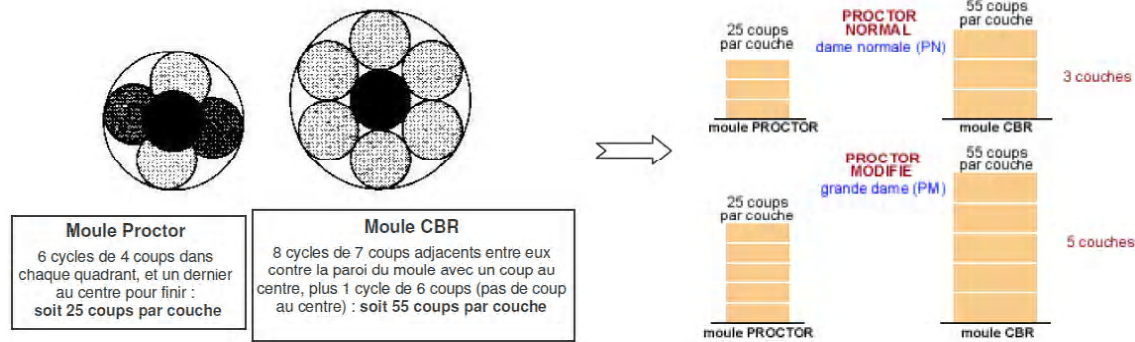 Moule Proctor
6 cycles de 4 coups dans
chaque quadrant, et un dernier
au centre pour finir :
soit 25 coups par couche
Moule CBR
8 cycles de 7 coups adjacents entre eux
contre la paroi du moule avec un coup au
centre, plus 1 cycle de 6 coups (pas de coup
au centre) : soit 55 coups par couche
25 coups
par couche
PROCTOR
NORMAL
dame normale (PN)
55 coups
par couche
3 couches
moule PROCTOR
moule CBR
PROCTOR
MODIFIE
grande dame (PM)
25 coups
par couche
55 coups
par couche
5 couches
moule PROCTOR
moule CBR